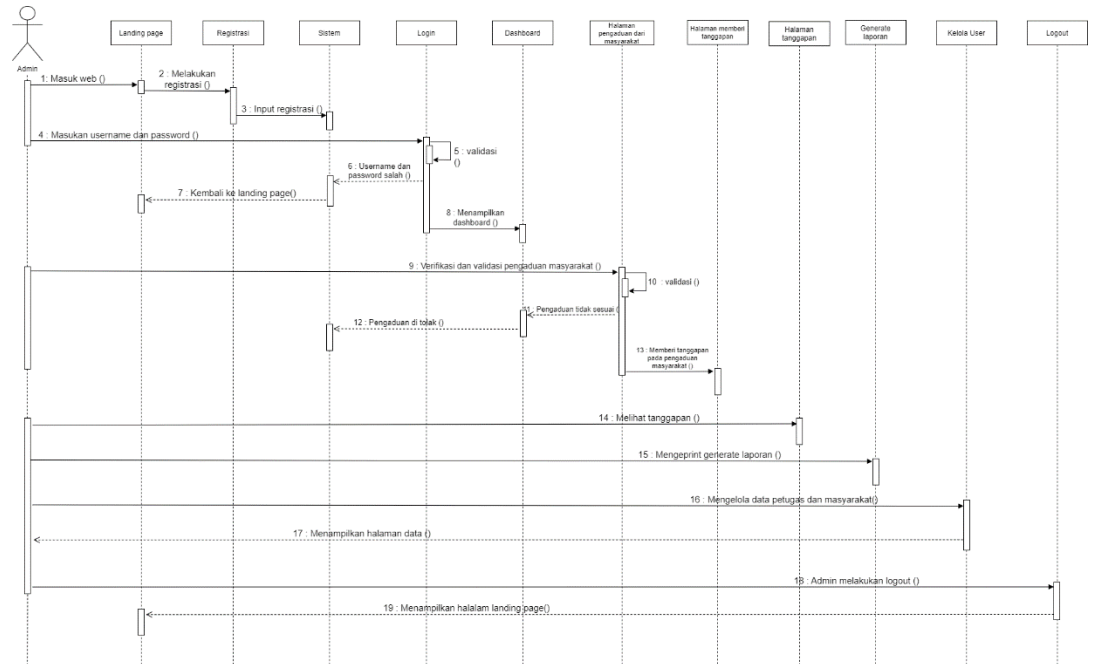 Landing page
Registrasi
Sistem
Login
Dashboard
Halaman
pengaduan dari
masyarakat
Halaman memberi
tanggapan
Halaman
tanggapan
Generate
laporan
Kelola User
Logout
Admin
1: Masuk web ()
2 : Melakukan
registrasi ()
3 : Input registrasi ()
4 : Masukan username dan password ()
5 : validasi
()
6 : Username dan
password salah ()
7 : Kembali ke landing page()
8 : Menampilkan
dashboard ()
9 : Verifikasi dan validasi pengaduan masyarakat ()
10 : validasi ()
11 : Pengaduan tidak sesuai ()
12 : Pengaduan di tolak ()
13 : Memberi tanggapan
pada pengaduan
masyarakat ()
14 : Melihat tanggapan ()
15 : Mengeprint generate laporan ()
16 : Mengelola data petugas dan masyarakat()
17 : Menampilkan halaman data ()
18 : Admin melakukan logout ()
19 : Menampilkan halalam landing page()